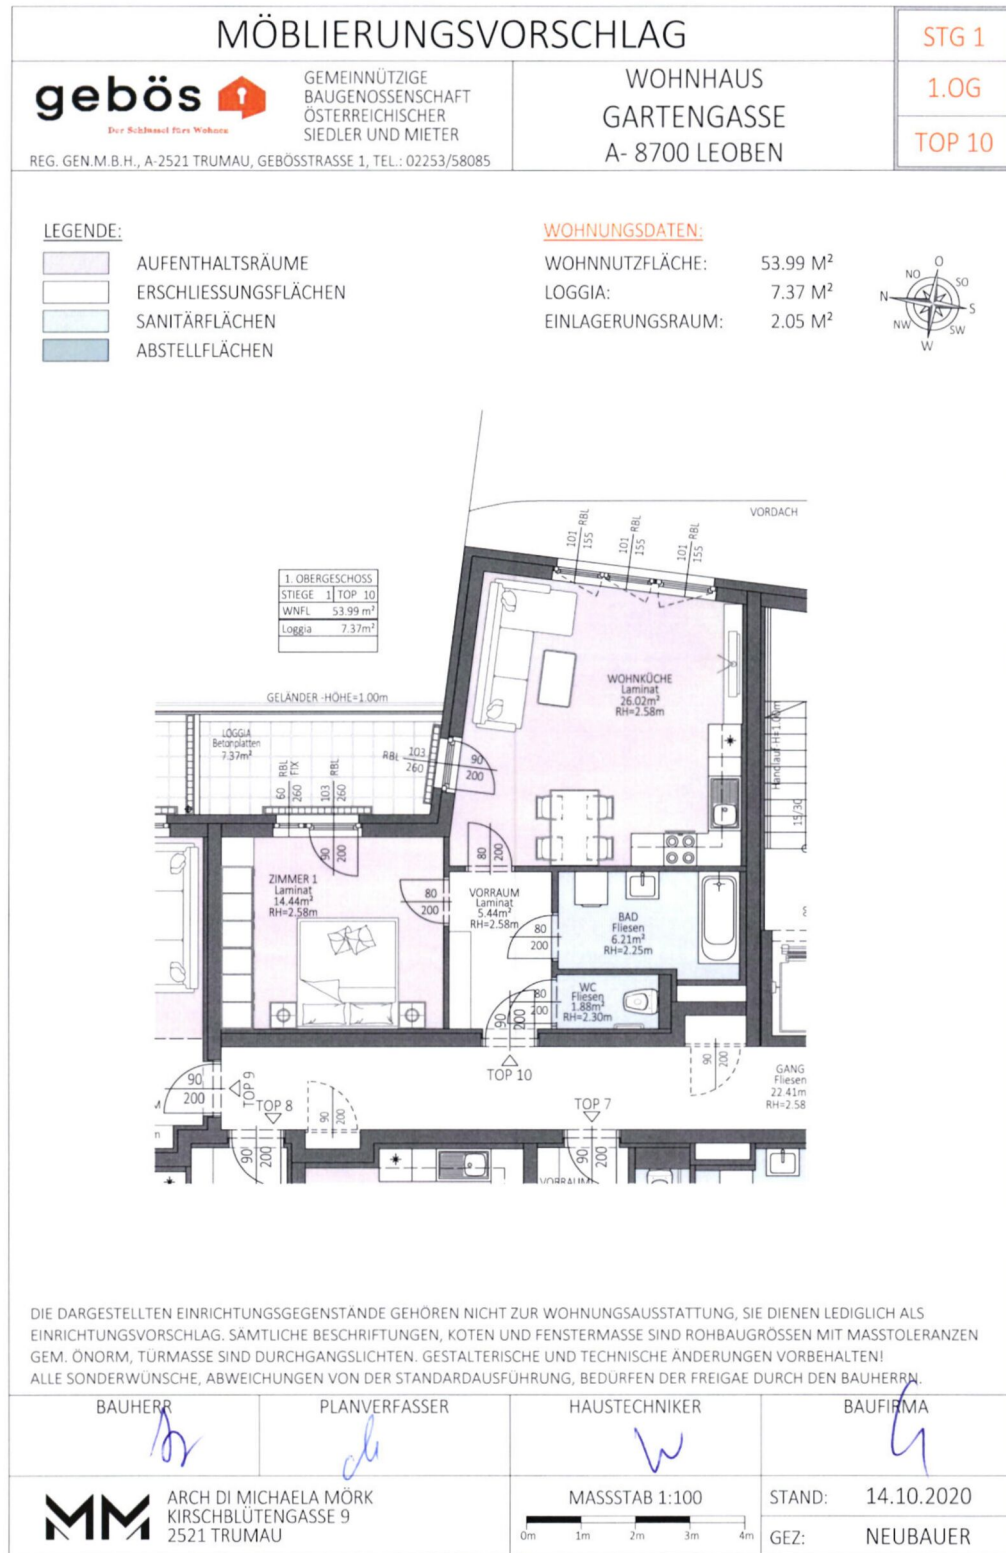 MÖBLIERUNGSVORSCHLAG
STG 1
1.OG
TOP 10
gebös
Der Schlüssel fürs Wohnen
GEMEINNÜTZIGE
BAUGENOSSENSCHAFT
ÖSTERREICHISCHER
SIEDLER UND MIETER
REG. GEN.M.B.H., A-2521 TRUMAU, GEBÖSSTRASSE 1, TEL.: 02253/58085
WOHNHAUS
GARTENGASSE
A- 8700 LEOBEN
LEGENDE:
AUFENTHALTSRÄUME
ERSCHLIESSUNGSFLÄCHEN
SANITÄRFLÄCHEN
ABSTELLFLÄCHEN
WOHNUNGSDATEN:
WOHNNUTZFLÄCHE: 53.99 M²
LOGGIA: 7.37 M²
EINLAGERUNGSRAUM: 2.05 M²
O
NO SO
N S
NW SW
W
VORDACH
101 RBL 155
101 RBL 155
101 RBL 155
1. OBERGESCHOSS
STIEGE 1 TOP 10
WNFL 53.99 m²
Loggia 7.37m²
GELÄNDER -HÖHE=1.00m
LOGGIA
Betonplatten
7.37m²
60 RBL FIX 260
103 RBL 260
RBL 103 260
90 200
WOHNKÜCHE
Laminat
26.02m²
RH=2.58m
Handlauf H=1.00m
15/30
90 200
80 200
ZIMMER 1
Laminat
14.44m²
RH=2.58m
80 200
VORRAUM
Laminat
5.44m²
RH=2.58m
80 200
BAD
Fliesen
6.21m²
RH=2.25m
80 200
WC
Fliesen
1.88m²
RH=2.30m
90 200
TOP 10
90 200
GANG
Fliesen
22.41m
RH=2.58
90 200
TOP 9
TOP 8
90 200
TOP 7
90 200
90 200
VORRAUM
DIE DARGESTELLTEN EINRICHTUNGSGEGENSTÄNDE GEHÖREN NICHT ZUR WOHNUNGSAUSSTATTUNG, SIE DIENEN LEDIGLICH ALS
EINRICHTUNGSVORSCHLAG. SÄMTLICHE BESCHRIFTUNGEN, KOTEN UND FENSTERMASSE SIND ROHBAUGRÖSSEN MIT MASSTOLERANZEN
GEM. ÖNORM, TÜRMASSE SIND DURCHGANGSLICHTEN. GESTALTERISCHE UND TECHNISCHE ÄNDERUNGEN VORBEHALTEN!
ALLE SONDERWÜNSCHE, ABWEICHUNGEN VON DER STANDARDAUSFÜHRUNG, BEDÜRFEN DER FREIGAE DURCH DEN BAUHERRN.
BAUHERR
PLANVERFASSER
HAUSTECHNIKER
BAUFIRMA
MM
ARCH DI MICHAELA MÖRK
KIRSCHBLÜTENGASSE 9
2521 TRUMAU
MASSSTAB 1:100
0m 1m 2m 3m 4m
STAND: 14.10.2020
GEZ: NEUBAUER